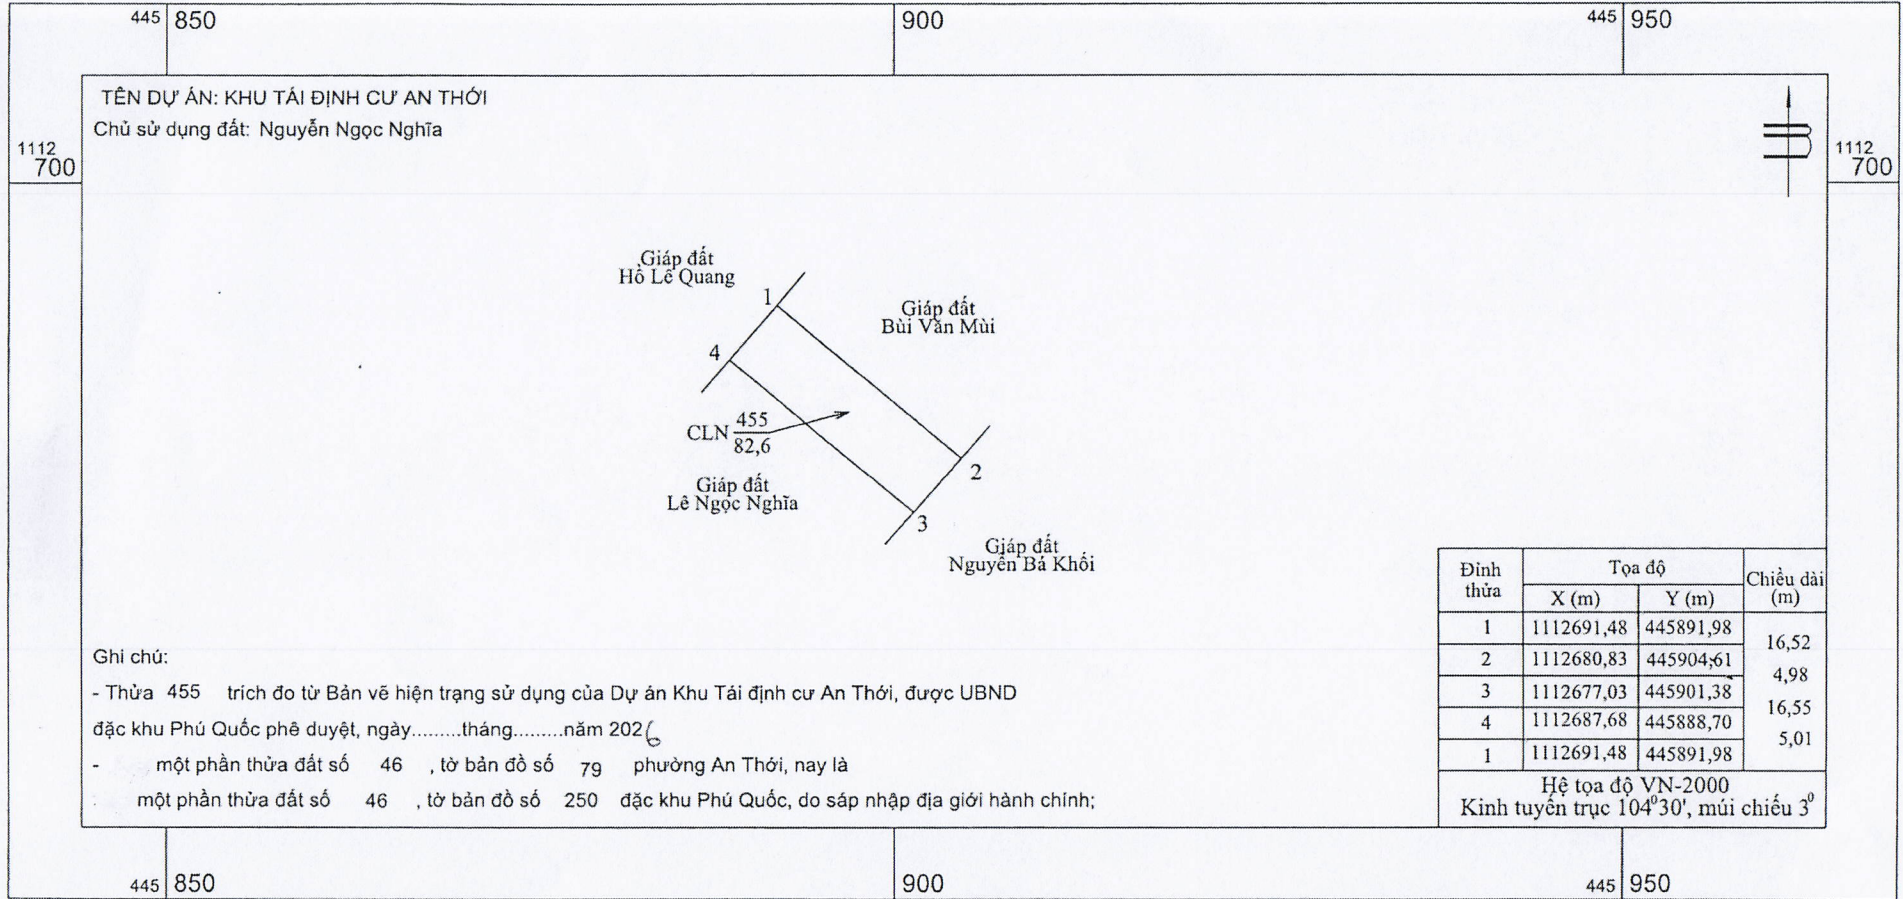 445 850
900
445 950
TÊN DỰ ÁN: KHU TÁI ĐỊNH CƯ AN THỚI
Chủ sử dụng đất: Nguyễn Ngọc Nghĩa
1112
700
1112
700
B
Giáp đất
Hồ Lê Quang
1
Giáp đất
Bùi Văn Mùi
4
CLN 455
82,6
2
Giáp đất
Lê Ngọc Nghĩa
3
Giáp đất
Nguyễn Bá Khối
Đỉnh thửa Tọa độ Chiều dài (m)
X (m) Y (m)
1 1112691,48 445891,98
16,52
2 1112680,83 445904,61
4,98
3 1112677,03 445901,38
16,55
4 1112687,68 445888,70
5,01
1 1112691,48 445891,98
Hệ tọa độ VN-2000
Kinh tuyến trục 104⁰30', múi chiếu 3⁰
Ghi chú:
- Thửa 455 trích đo từ Bản vẽ hiện trạng sử dụng của Dự án Khu Tái định cư An Thới, được UBND
đặc khu Phú Quốc phê duyệt, ngày.........tháng.........năm 2026
- một phần thửa đất số 46 , tờ bản đồ số 79 phường An Thới, nay là
một phần thửa đất số 46 , tờ bản đồ số 250 đặc khu Phú Quốc, do sáp nhập địa giới hành chính;
445 850
900
445 950